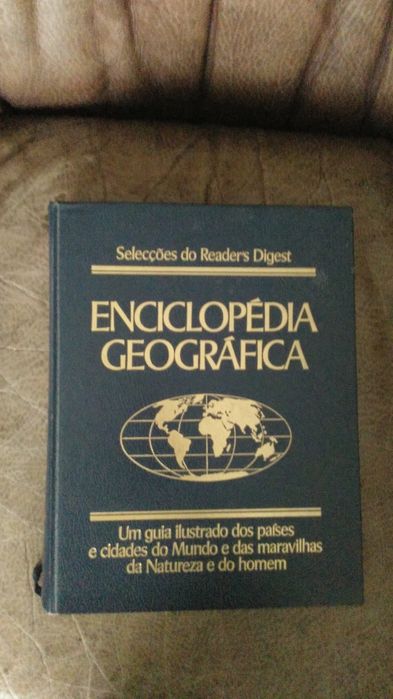 Selecções do Reader's Digest
ENCICLOPÉDIA
GEOGRÁFICA
Um guia ilustrado dos países
e cidades do Mundo e das maravilhas
da Natureza e do homem